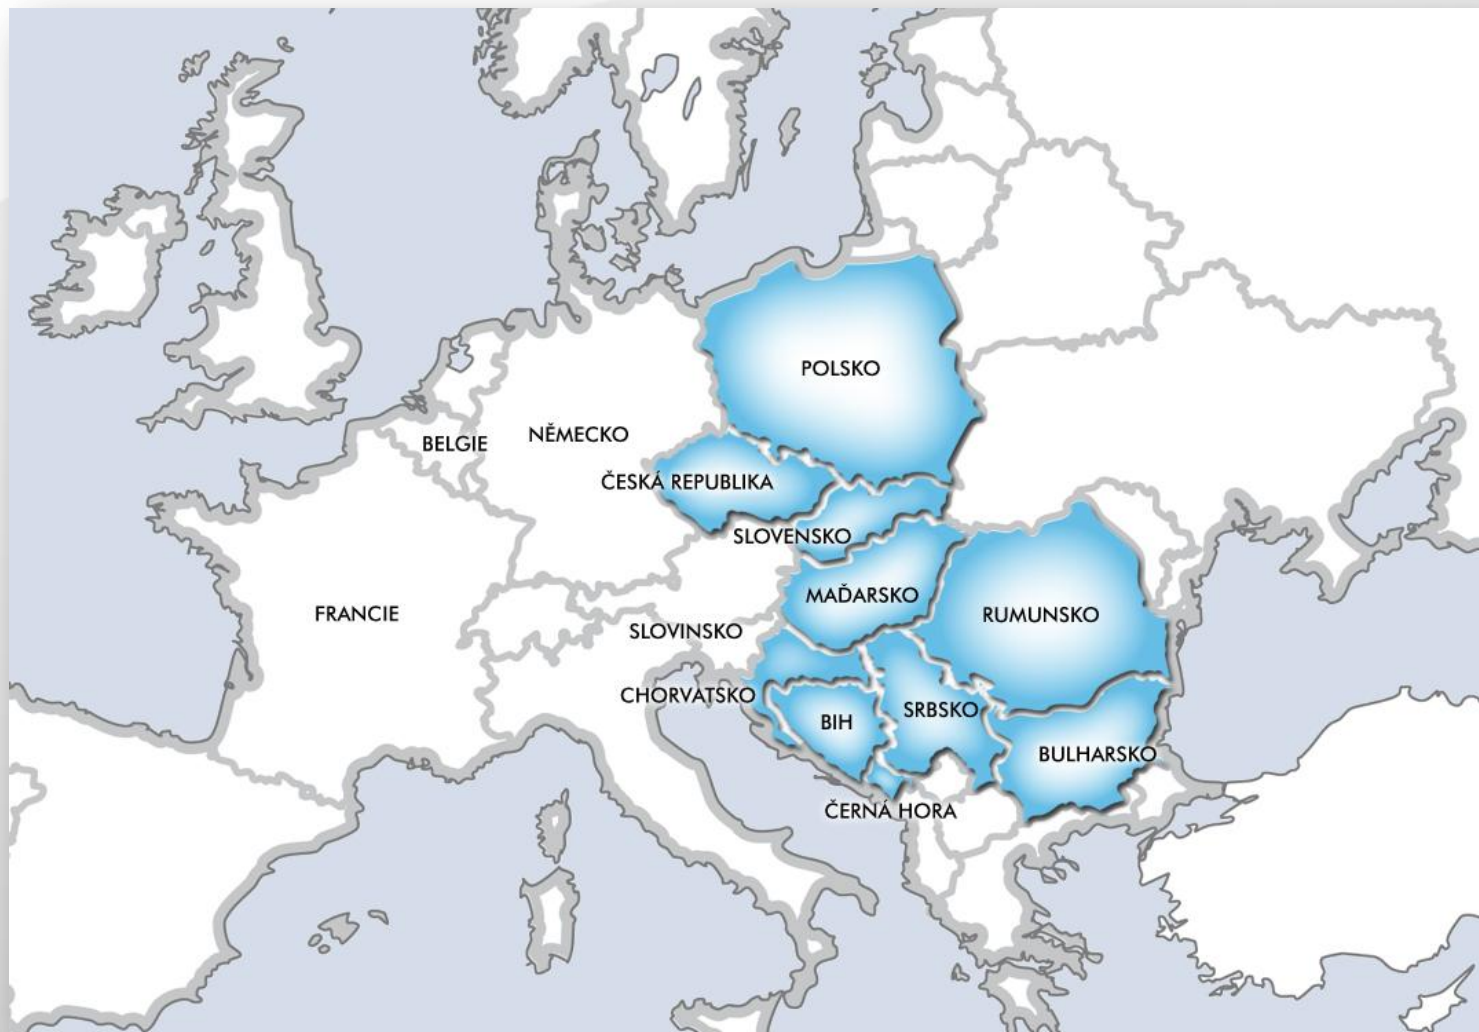 POLSKO
NĚMECKO
BELGIE
ČESKÁ REPUBLIKA
SLOVENSKO
MAĎARSKO
FRANCIE
RUMUNSKO
SLOVINSKO
CHORVATSKO
SRBSKO
BIH
BULHARSKO
ČERNÁ HORA